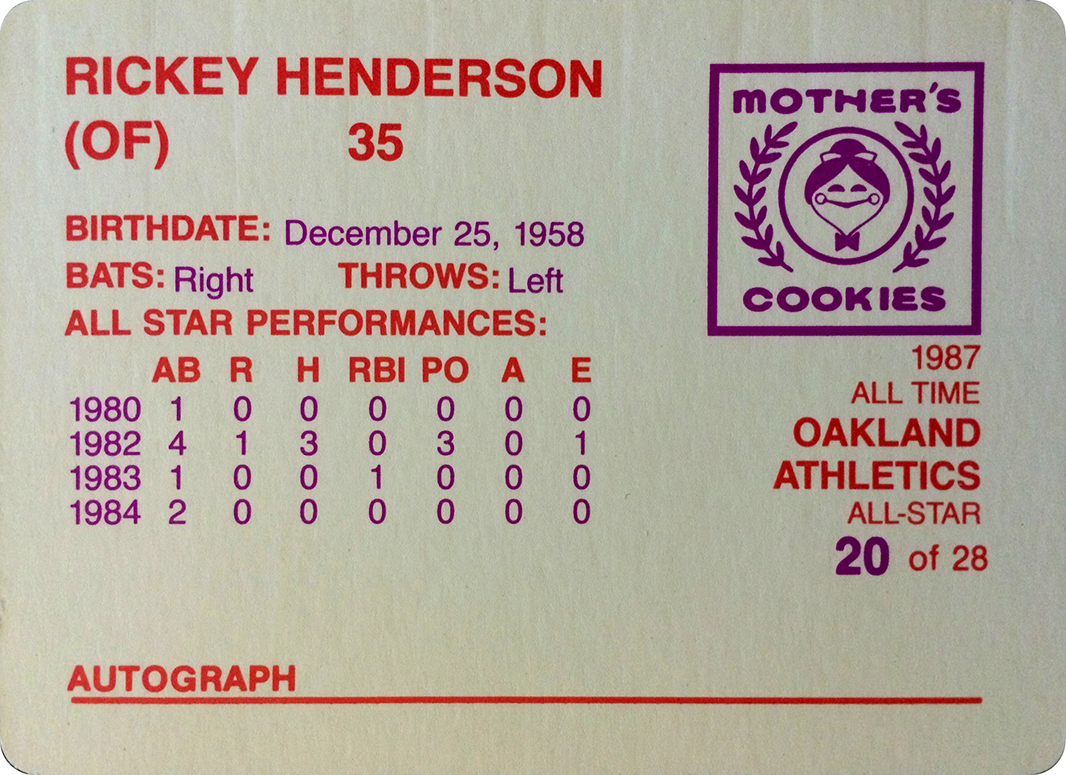 RICKEY HENDERSON
(OF) 35
BIRTHDATE: December 25, 1958
BATS: Right THROWS: Left
ALL STAR PERFORMANCES:
AB R H RBI PO A E
1980 1 0 0 0 0 0 0
1982 4 1 3 0 3 0 1
1983 1 0 0 1 0 0 0
1984 2 0 0 0 0 0 0
MOTHER'S
COOKIES
1987
ALL TIME
OAKLAND
ATHLETICS
ALL-STAR
20 of 28
AUTOGRAPH